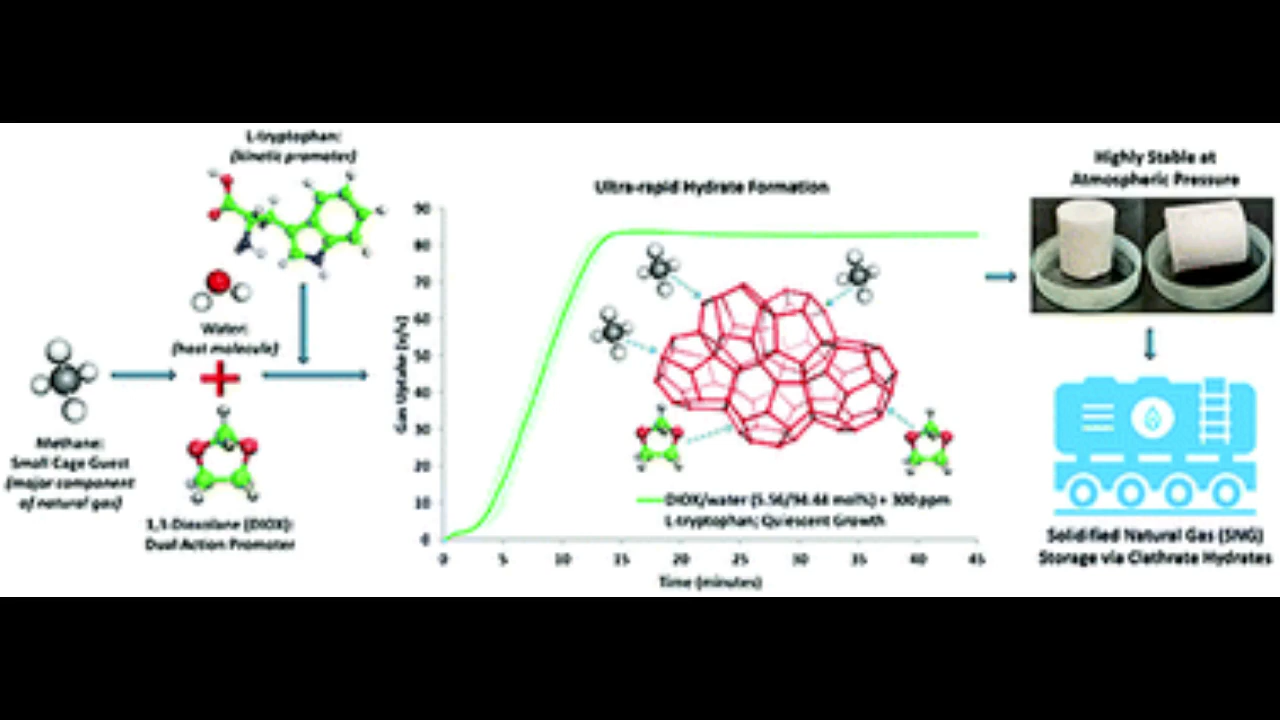 L-tryptophan:
(kinetic promoter)
Water:
(host molecule)
Methane:
Small Cage Guest
(major component
of natural gas)
1,3-Dioxolane (DIOX):
Dual Action Promoter
Ultra-rapid Hydrate Formation
Gas Uptake (v/v)
90
80
70
60
50
40
30
20
10
0
0 5 10 15 20 25 30 35 40 45
Time (minutes)
DIOX/water (5.56/94.44 mol%) + 300 ppm
L-tryptophan; Quiescent Growth
Highly Stable at
Atmospheric Pressure
Solidified Natural Gas (SNG)
Storage via Clathrate Hydrates